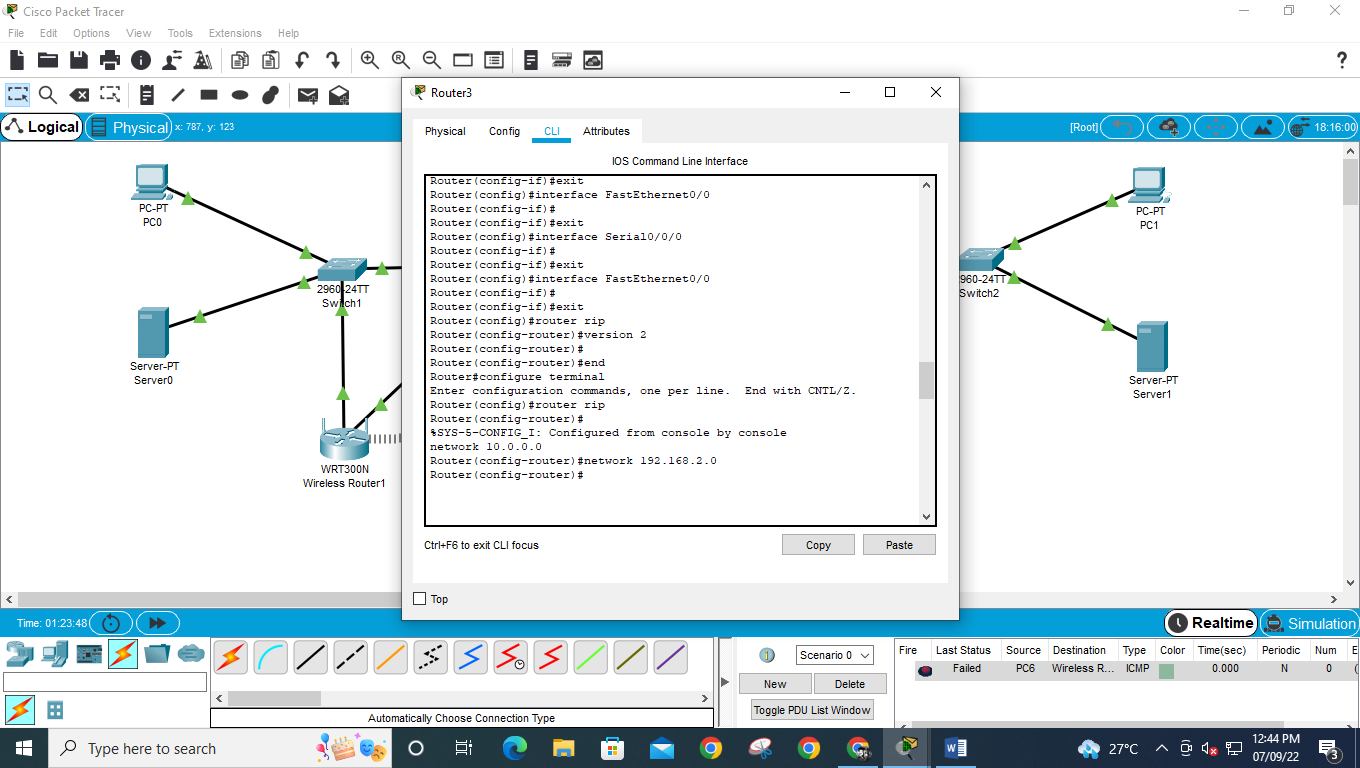 Cisco Packet Tracer
File Edit Options View Tools Extensions Help
?
Logical
Physical
x: 787, y: 123
[Root]
18:16:00
PC-PT
PC0
2960-24TT
Switch1
Server-PT
Server0
WRT300N
Wireless Router1
Router3
Physical Config CLI Attributes
IOS Command Line Interface
Router(config-if)#exit
Router(config)#interface FastEthernet0/0
Router(config-if)#
Router(config-if)#exit
Router(config)#interface Serial0/0/0
Router(config-if)#
Router(config-if)#exit
Router(config)#interface FastEthernet0/0
Router(config-if)#
Router(config-if)#exit
Router(config)#router rip
Router(config-router)#version 2
Router(config-router)#
Router(config-router)#end
Router#configure terminal
Enter configuration commands, one per line.  End with CNTL/Z.
Router(config)#router rip
Router(config-router)#
%SYS-5-CONFIG_I: Configured from console by console
network 10.0.0.0
Router(config-router)#network 192.168.2.0
Router(config-router)#
Ctrl+F6 to exit CLI focus
Copy
Paste
Top
PC-PT
PC1
960-24TT
Switch2
Server-PT
Server1
Time: 01:23:48
Realtime
Simulation
Automatically Choose Connection Type
Scenario 0
New
Delete
Toggle PDU List Window
Fire Last Status Source Destination Type Color Time(sec) Periodic Num E
Failed PC6 Wireless R... ICMP 0.000 N 0 (
Type here to search
27°C
12:44 PM
07/09/22
3